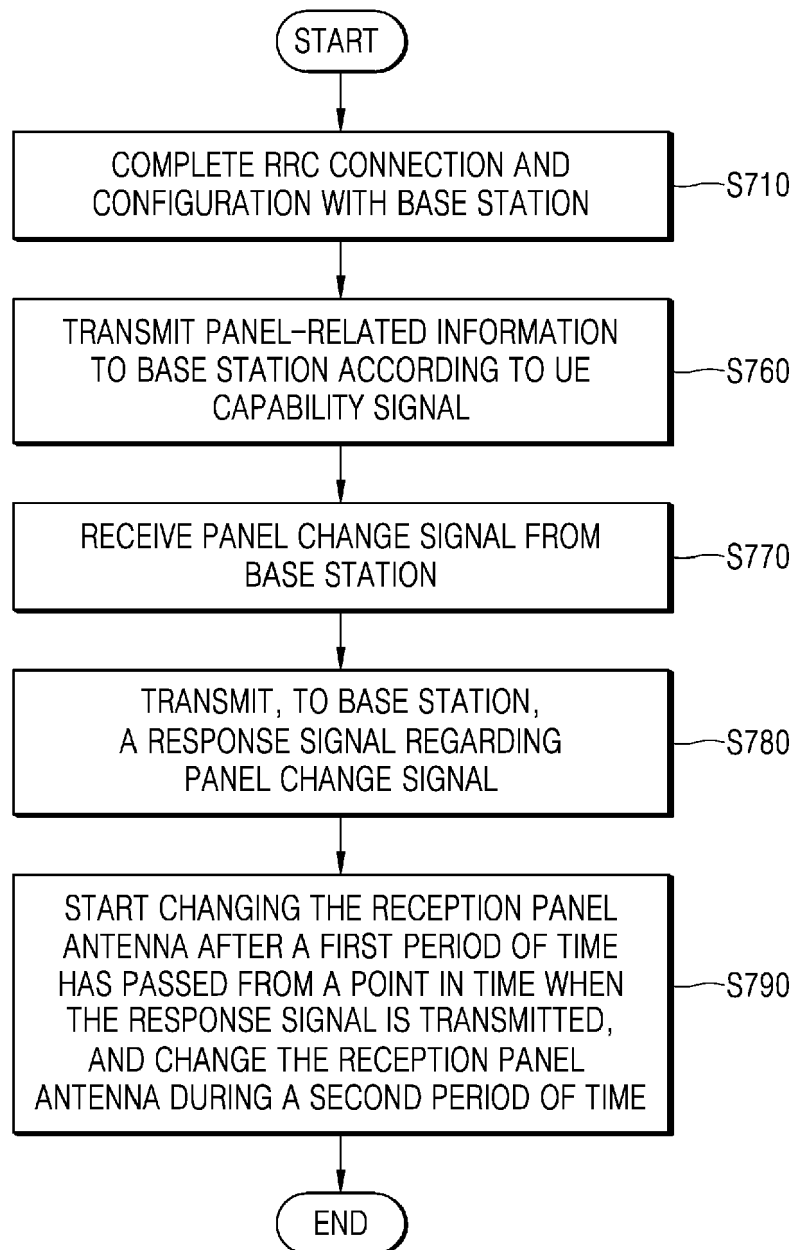 START
COMPLETE RRC CONNECTION AND
CONFIGURATION WITH BASE STATION
S710
TRANSMIT PANEL-RELATED INFORMATION
TO BASE STATION ACCORDING TO UE
CAPABILITY SIGNAL
S760
RECEIVE PANEL CHANGE SIGNAL FROM
BASE STATION
S770
TRANSMIT, TO BASE STATION,
A RESPONSE SIGNAL REGARDING
PANEL CHANGE SIGNAL
S780
START CHANGING THE RECEPTION PANEL
ANTENNA AFTER A FIRST PERIOD OF TIME
HAS PASSED FROM A POINT IN TIME WHEN
THE RESPONSE SIGNAL IS TRANSMITTED,
AND CHANGE THE RECEPTION PANEL
ANTENNA DURING A SECOND PERIOD OF TIME
S790
END